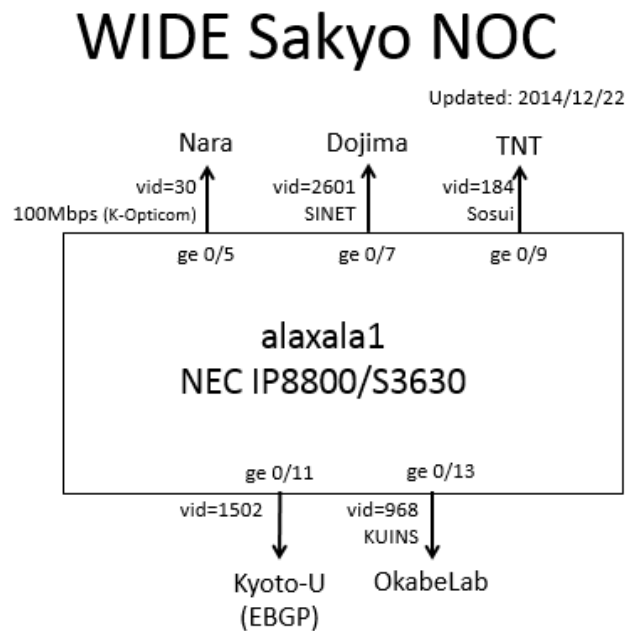 WIDE Sakyo NOC
Updated: 2014/12/22
Nara
Dojima
TNT
vid=30
vid=2601
vid=184
100Mbps (K-Opticom)
SINET
Sosui
ge 0/5
ge 0/7
ge 0/9
alaxala1
NEC IP8800/S3630
ge 0/11
ge 0/13
vid=1502
vid=968
KUINS
Kyoto-U
(EBGP)
OkabeLab